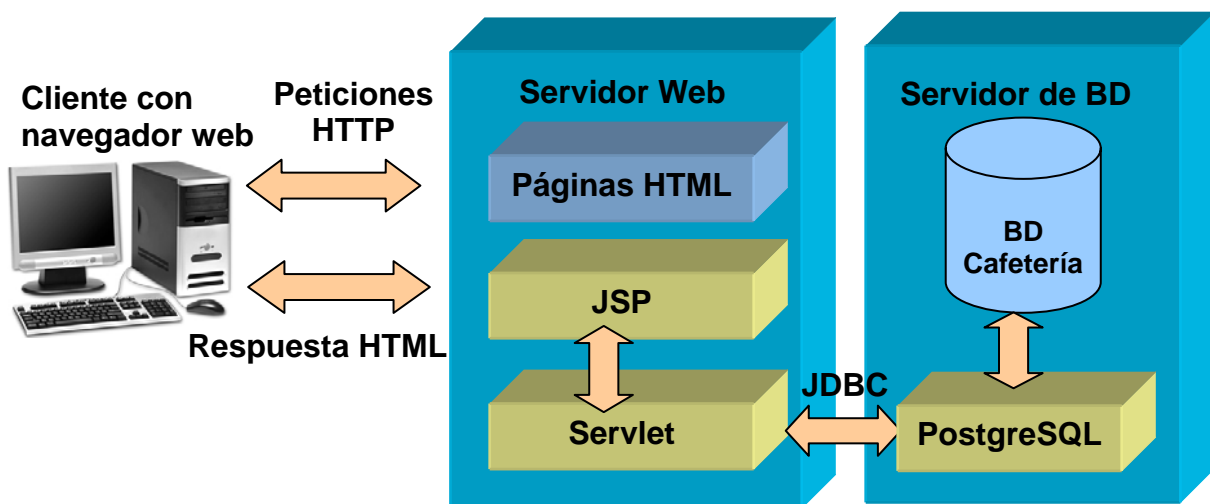 Cliente con
navegador web
Peticiones
HTTP
Respuesta HTML
Servidor Web
Páginas HTML
JSP
Servlet
JDBC
Servidor de BD
BD
Cafetería
PostgreSQL